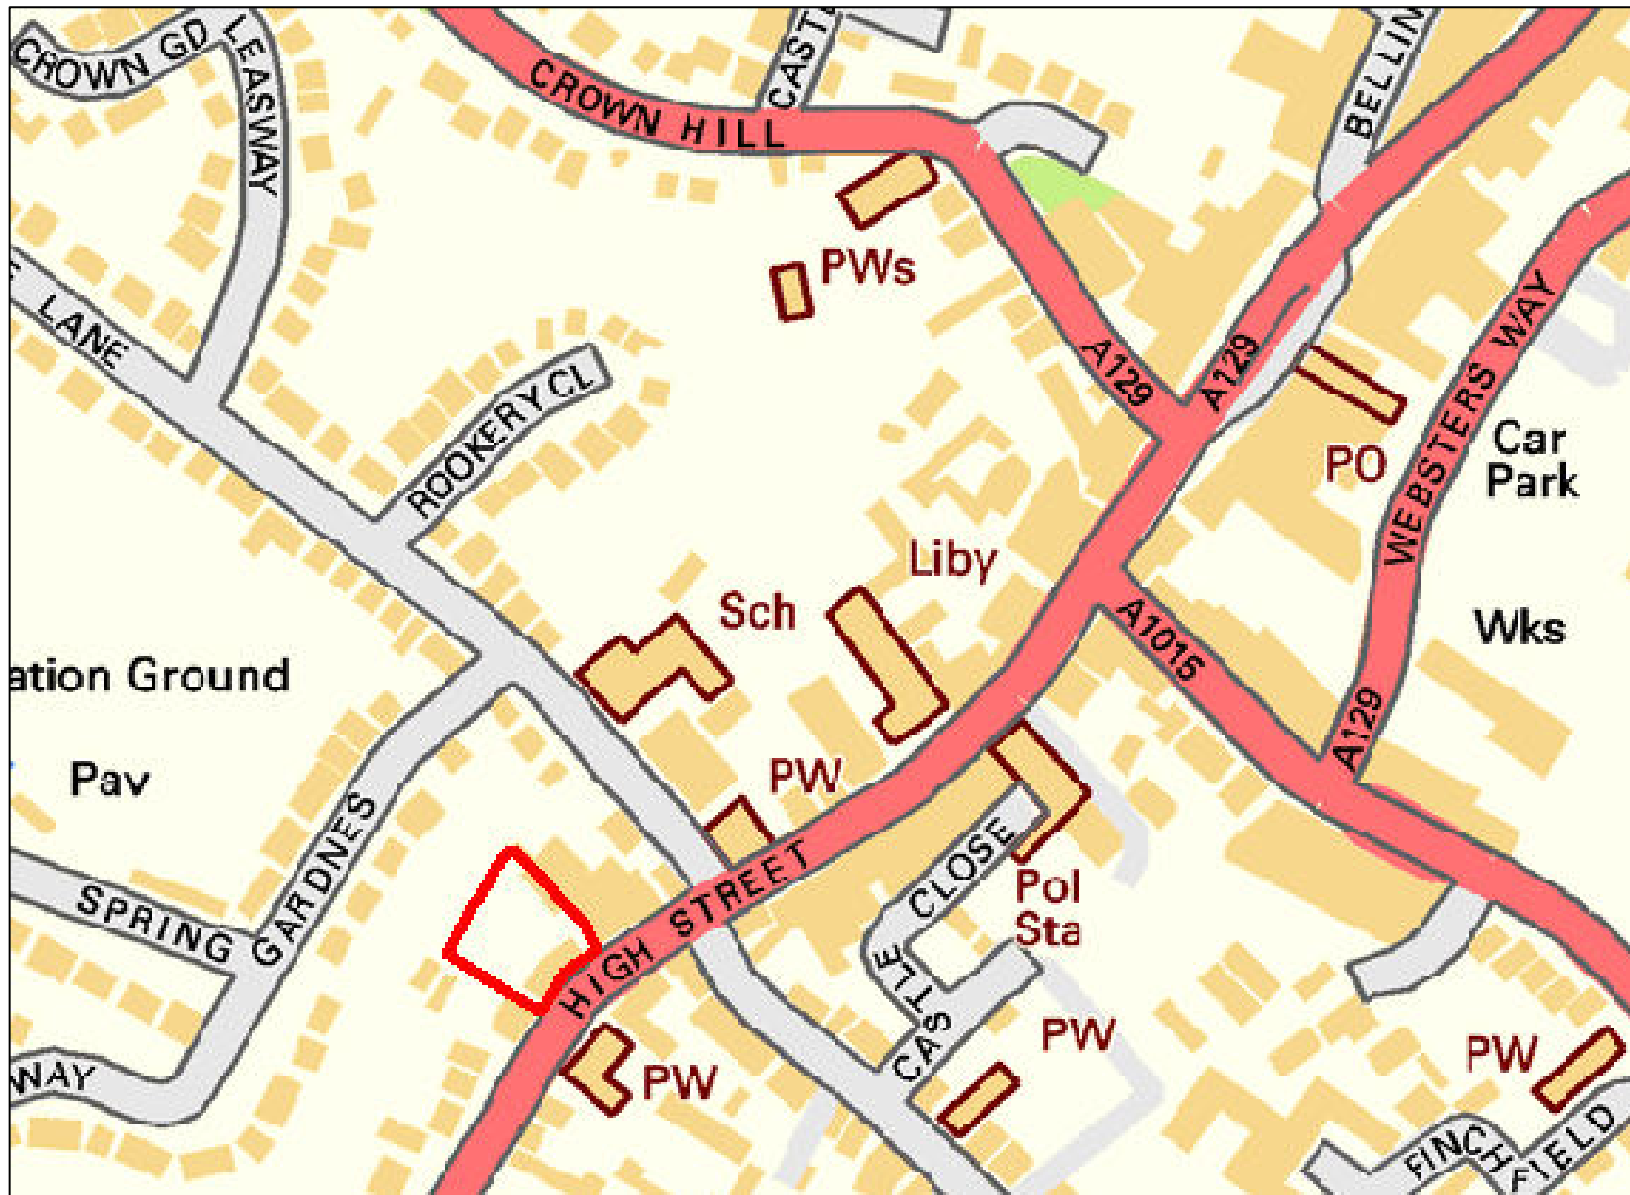 CROWN GD
LEASWAY
CAST
CROWN HILL
BELLIN
PWs
LANE
A129
A129
WEBSTERS WAY
ROOKERY CL
Car
Park
PO
Liby
Sch
A1015
Wks
ation Ground
A129
Pav
PW
SPRING GARDNES
HIGH STREET
CASTLE CLOSE
Pol
Sta
CAS
PW
PW
PW
WAY
FINCHFIELD